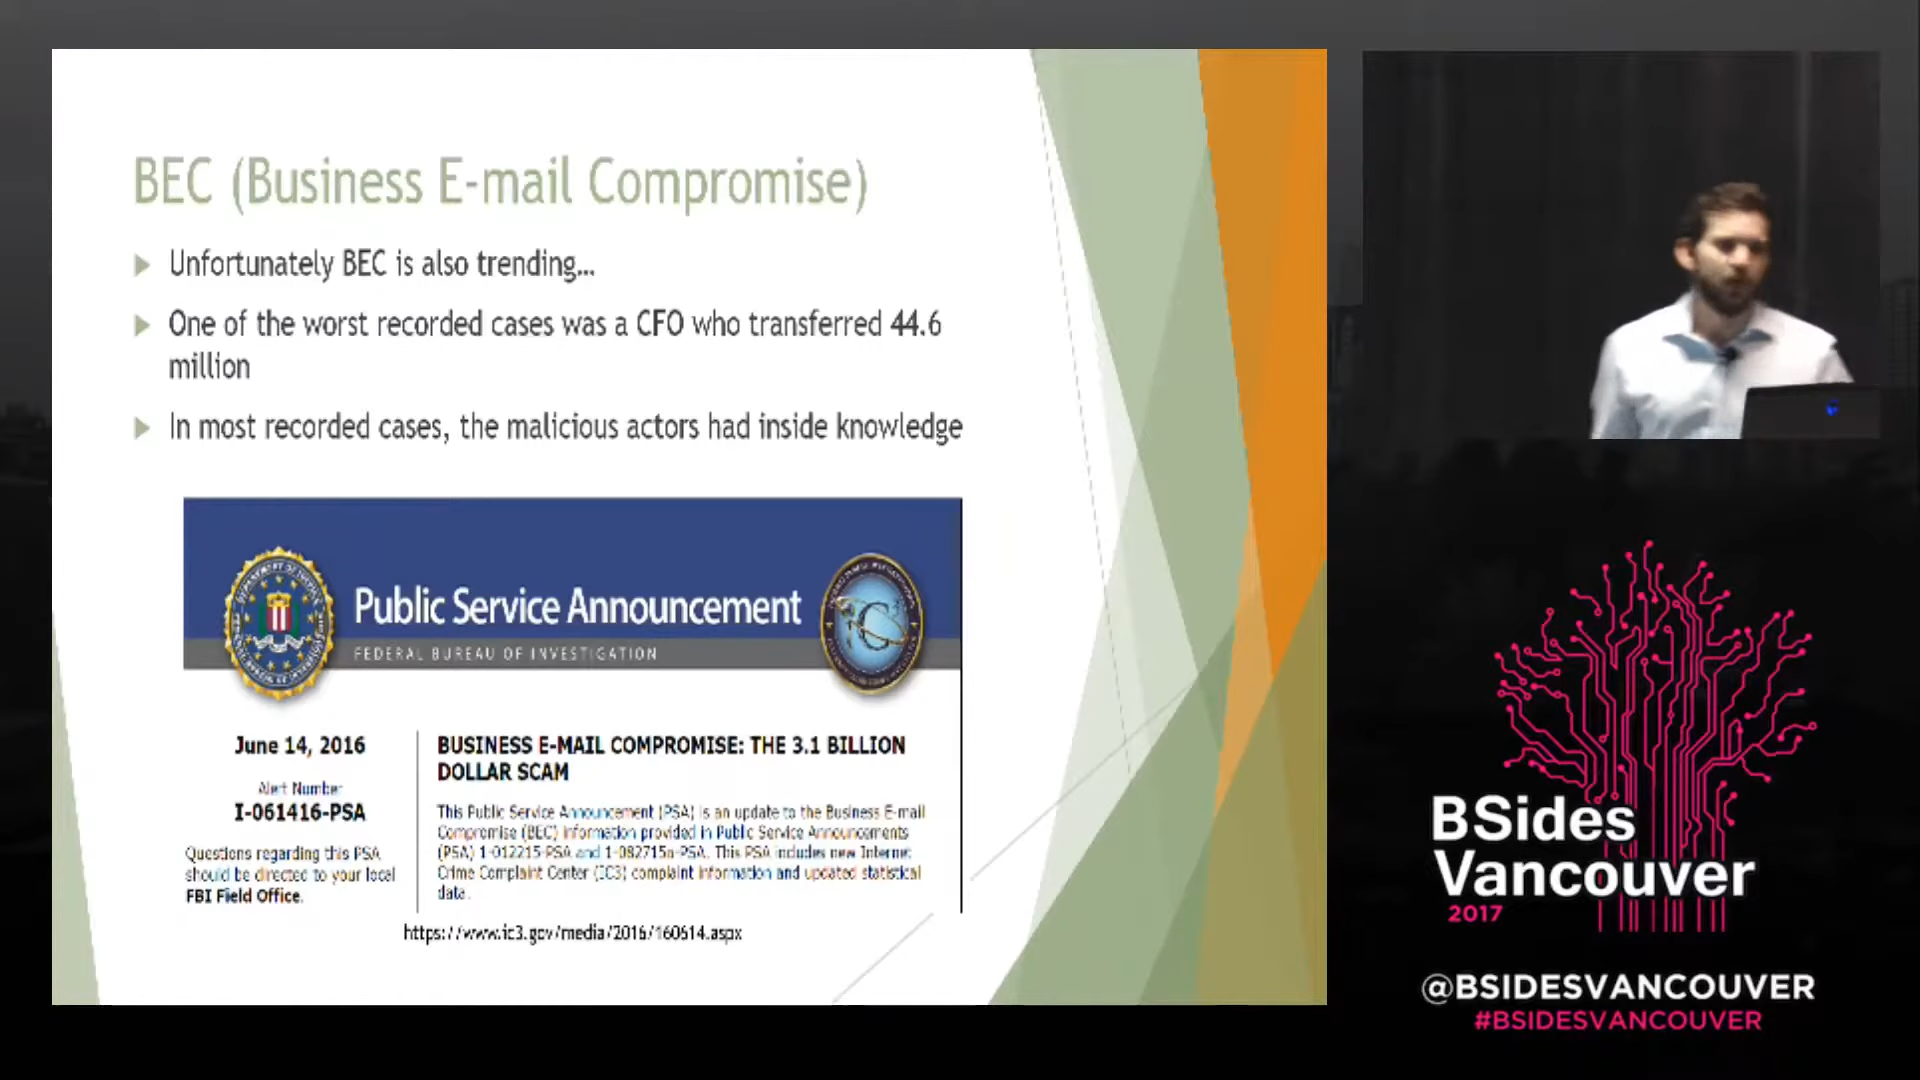 BEC (Business E-mail Compromise)
Unfortunately BEC is also trending...
One of the worst recorded cases was a CFO who transferred 44.6
million
In most recorded cases, the malicious actors had inside knowledge
Public Service Announcement
FEDERAL BUREAU OF INVESTIGATION
June 14, 2016
Alert Number
I-061416-PSA
Questions regarding this PSA
should be directed to your local
FBI Field Office.
BUSINESS E-MAIL COMPROMISE: THE 3.1 BILLION
DOLLAR SCAM
This Public Service Announcement (PSA) is an update to the Business E-mail
Compromise (BEC) information provided in Public Service Announcements
(PSA) 1-012215-PSA and 1-082715a-PSA. This PSA includes new Internet
Crime Complaint Center (IC3) complaint information and updated statistical
data.
https://www.ic3.gov/media/2016/160614.aspx
BSides
Vancouver
2017
@BSIDESVANCOUVER
#BSIDESVANCOUVER